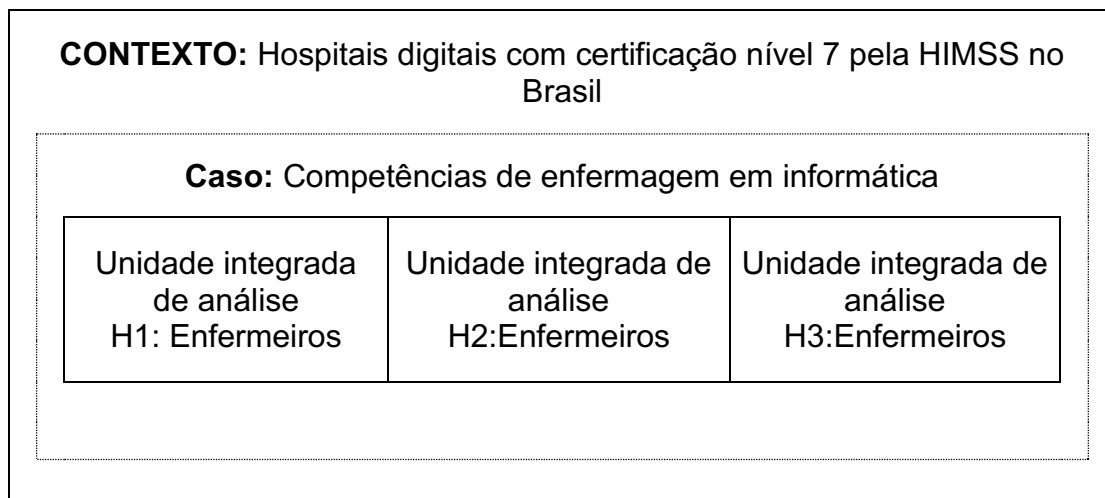 CONTEXTO: Hospitais digitais com certificação nível 7 pela HIMSS no
Brasil
Caso: Competências de enfermagem em informática
Unidade integrada
de análise
H1: Enfermeiros
Unidade integrada de
análise
H2:Enfermeiros
Unidade integrada de
análise
H3:Enfermeiros